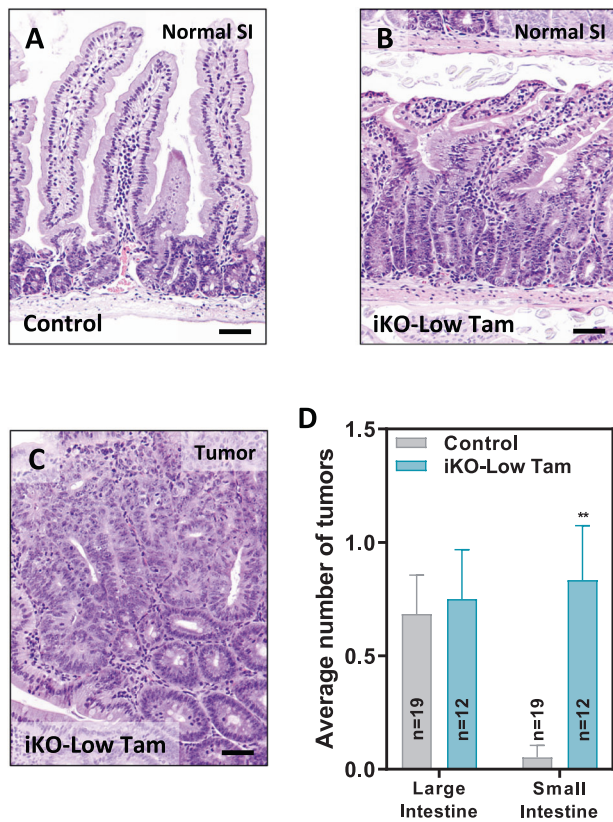 A
Normal SI
Control
B
Normal SI
iKO-Low Tam
C
Tumor
iKO-Low Tam
D
Average number of tumors
1.5
1.0
0.5
0.0
Control
iKO-Low Tam
**
n=19
n=12
n=19
n=12
Large
Intestine
Small
Intestine